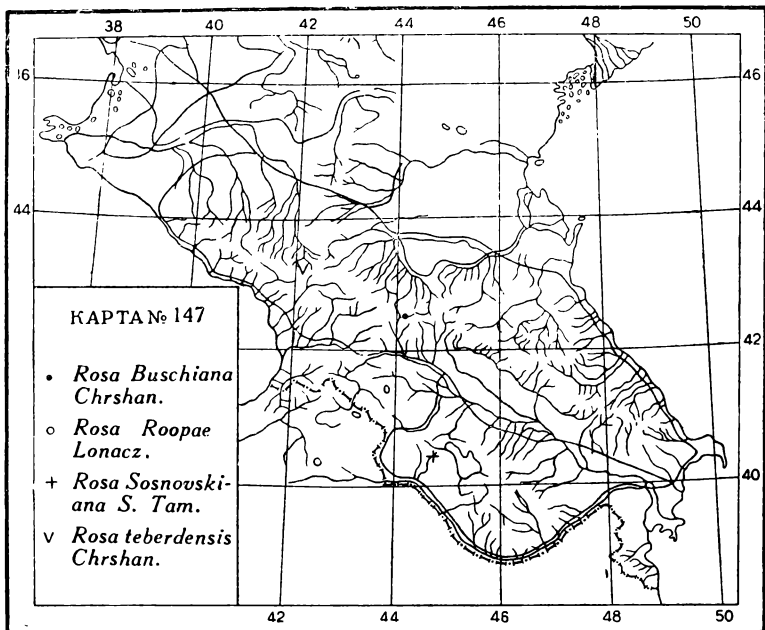 38 40 42 44 46 48 50
46 46
44 44
КАРТА № 147
42
• Rosa Buschiana
Chrshan.
○ Rosa Roopae
Lonacz.
+ Rosa Sosnovski-
ana S. Tam.
40
v Rosa teberdensis
Chrshan.
42 44 46 48 50